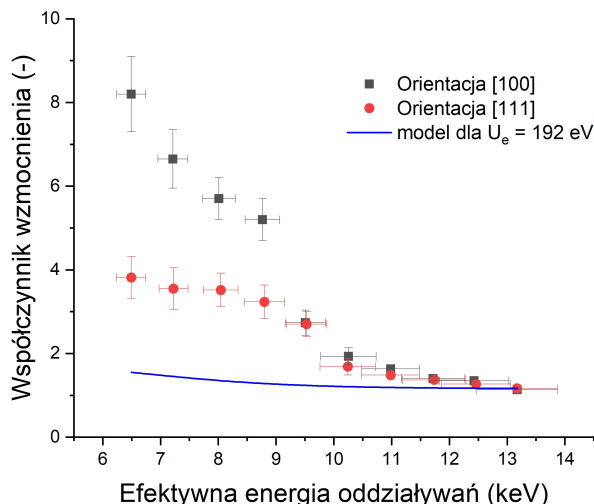 10
8
6
4
2
0
Współczynnik wzmocnienia (-)
Orientacja [100]
Orientacja [111]
model dla Uₑ = 192 eV
6 7 8 9 10 11 12 13 14
Efektywna energia oddziaływań (keV)